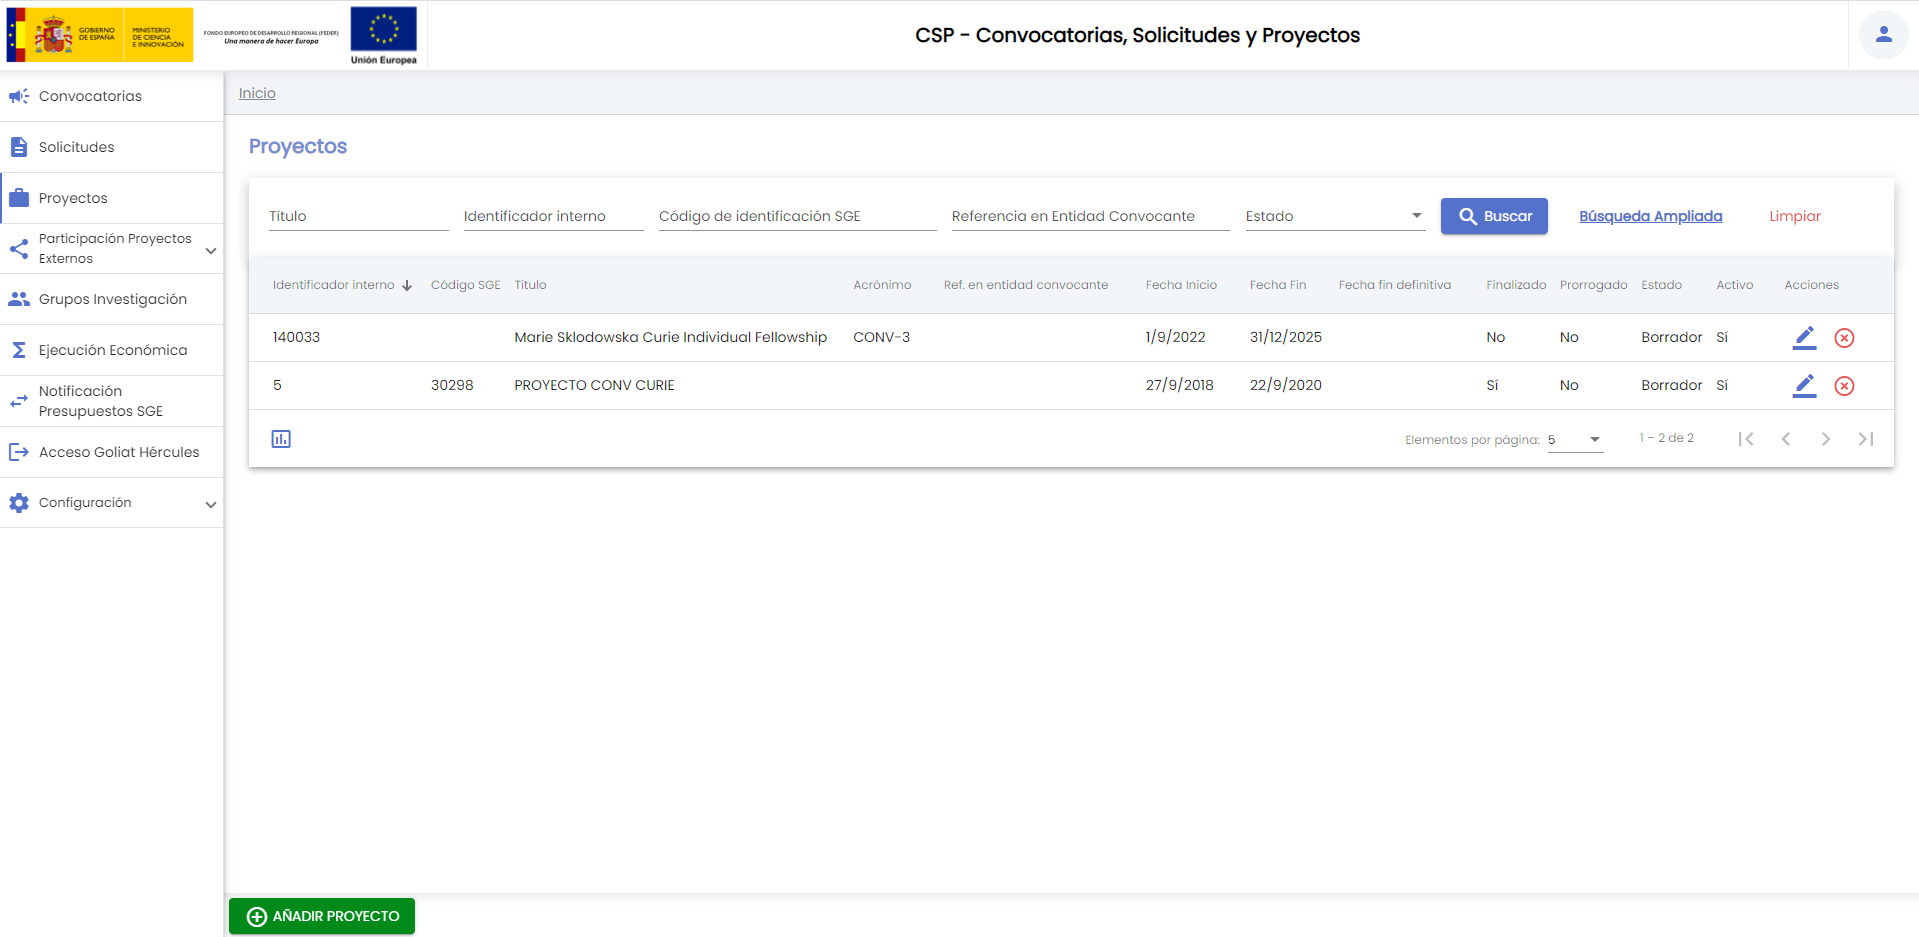 GOBIERNO
DE ESPAÑA
MINISTERIO
DE CIENCIA
E INNOVACIÓN
FONDO EUROPEO DE DESARROLLO REGIONAL (FEDER)
Una manera de hacer Europa
Unión Europea
CSP - Convocatorias, Solicitudes y Proyectos
Convocatorias
Solicitudes
Proyectos
Participación Proyectos
Externos
Grupos Investigación
Ejecución Económica
Notificación
Presupuestos SGE
Acceso Goliat Hércules
Configuración
Inicio
Proyectos
Título Identificador interno Código de identificación SGE Referencia en Entidad Convocante Estado Buscar Búsqueda Ampliada Limpiar
Identificador interno Código SGE Título Acrónimo Ref. en entidad convocante Fecha Inicio Fecha Fin Fecha fin definitiva Finalizado Prorrogado Estado Activo Acciones
140033 Marie Sklodowska Curie Individual Fellowship CONV-3 1/9/2022 31/12/2025 No No Borrador Sí
5 30298 PROYECTO CONV CURIE 27/9/2018 22/9/2020 Sí No Borrador Sí
Elementos por página: 5 1 – 2 de 2
AÑADIR PROYECTO